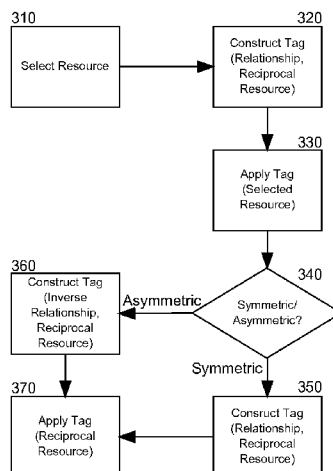 310
Select Resource
320
Construct Tag
(Relationship,
Reciprocal
Resource)
330
Apply Tag
(Selected
Resource)
340
Symmetric/
Asymmetric?
Asymmetric
Symmetric
360
Construct Tag
(Inverse
Relationship,
Reciprocal
Resource)
350
Construct Tag
(Relationship,
Reciprocal
Resource)
370
Apply Tag
(Reciprocal
Resource)